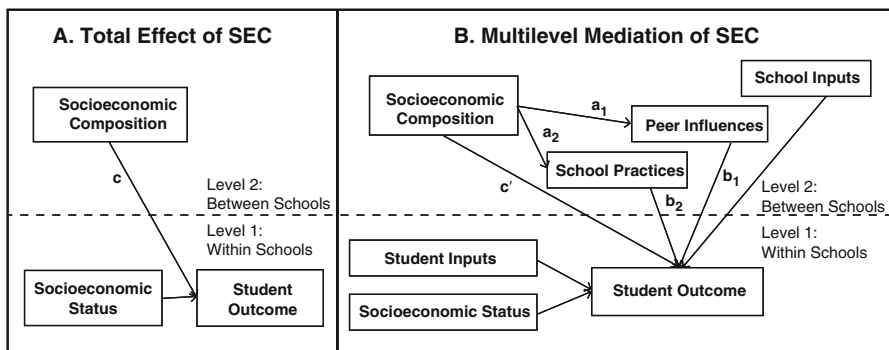 A. Total Effect of SEC
Socioeconomic
Composition
c
Level 2:
Between Schools
Level 1:
Within Schools
Socioeconomic
Status
Student
Outcome
B. Multilevel Mediation of SEC
School Inputs
Socioeconomic
Composition
a1
Peer Influences
a2
School Practices
c′
b1
b2
Level 2:
Between Schools
Level 1:
Within Schools
Student Inputs
Student Outcome
Socioeconomic Status